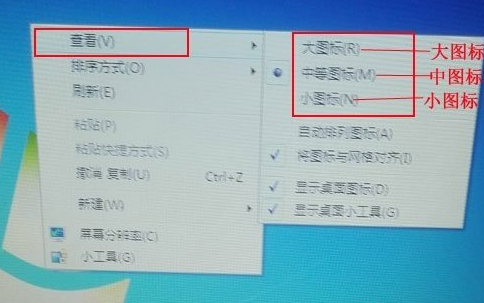 查看(V)
排序方式(O)
刷新(E)
粘贴(P)
粘贴快捷方式(S)
撤消 复制(U) Ctrl+Z
新建(W)
屏幕分辨率(C)
小工具(G)
大图标(R) 大图标
中等图标(M) 中图标
小图标(N) 小图标
自动排列图标(A)
将图标与网格对齐(I)
显示桌面图标(D)
显示桌面小工具(G)